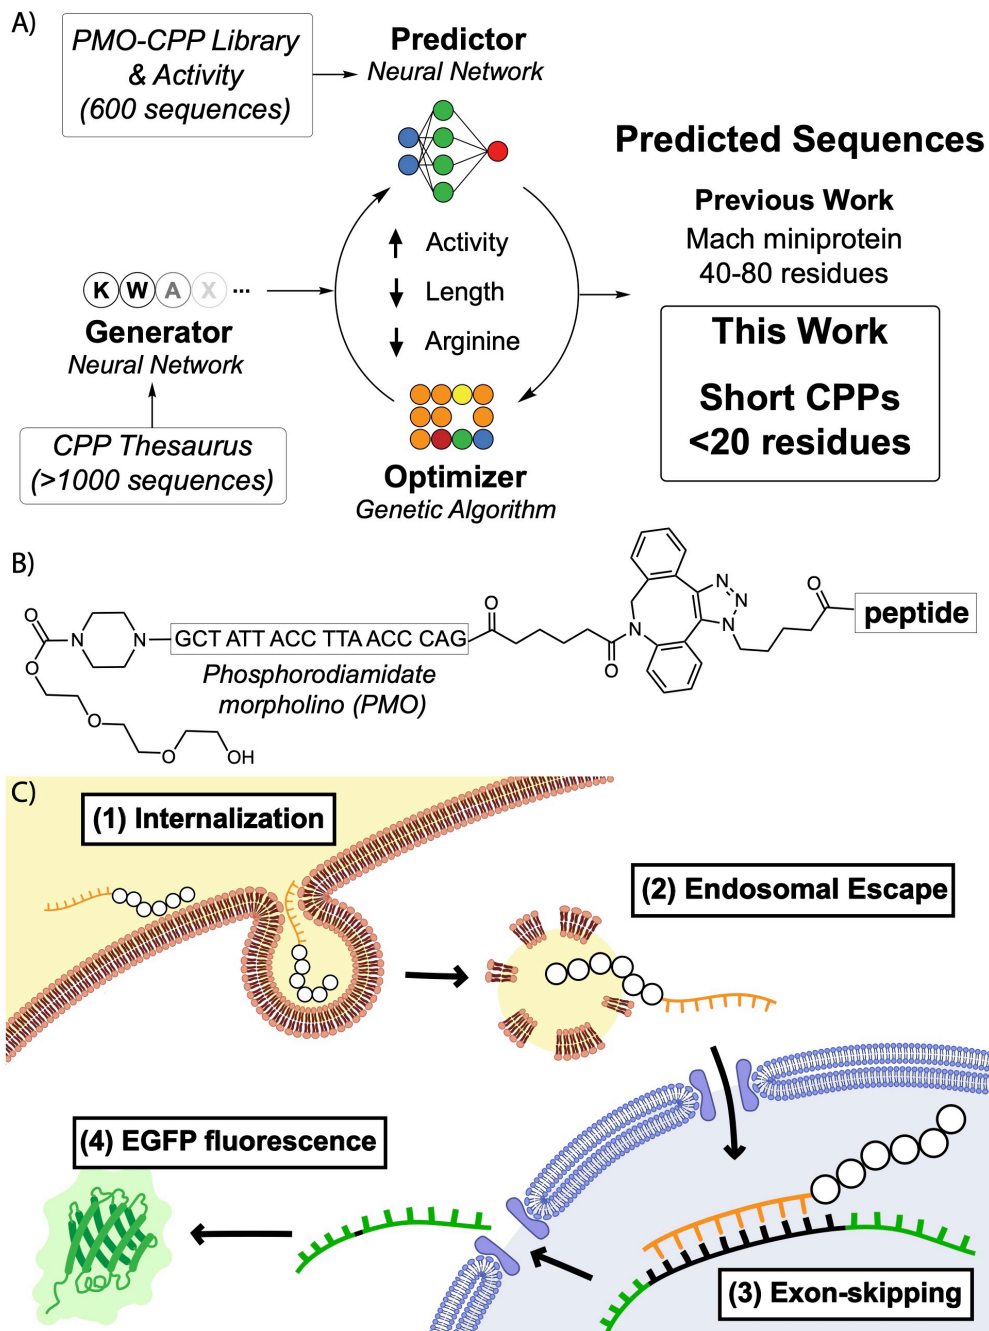 A)
PMO-CPP Library
& Activity
(600 sequences)
Predictor
Neural Network
Predicted Sequences
Previous Work
Mach miniprotein
40-80 residues
Activity
Length
Arginine
K W A X ...
Generator
Neural Network
CPP Thesaurus
(>1000 sequences)
Optimizer
Genetic Algorithm
This Work
Short CPPs
<20 residues
B)
O
N
N
O
O
O
OH
GCT ATT ACC TTA ACC CAG
Phosphorodiamidate
morpholino (PMO)
O
O
N
N
N
N
O
peptide
C)
(1) Internalization
(2) Endosomal Escape
(3) Exon-skipping
(4) EGFP fluorescence